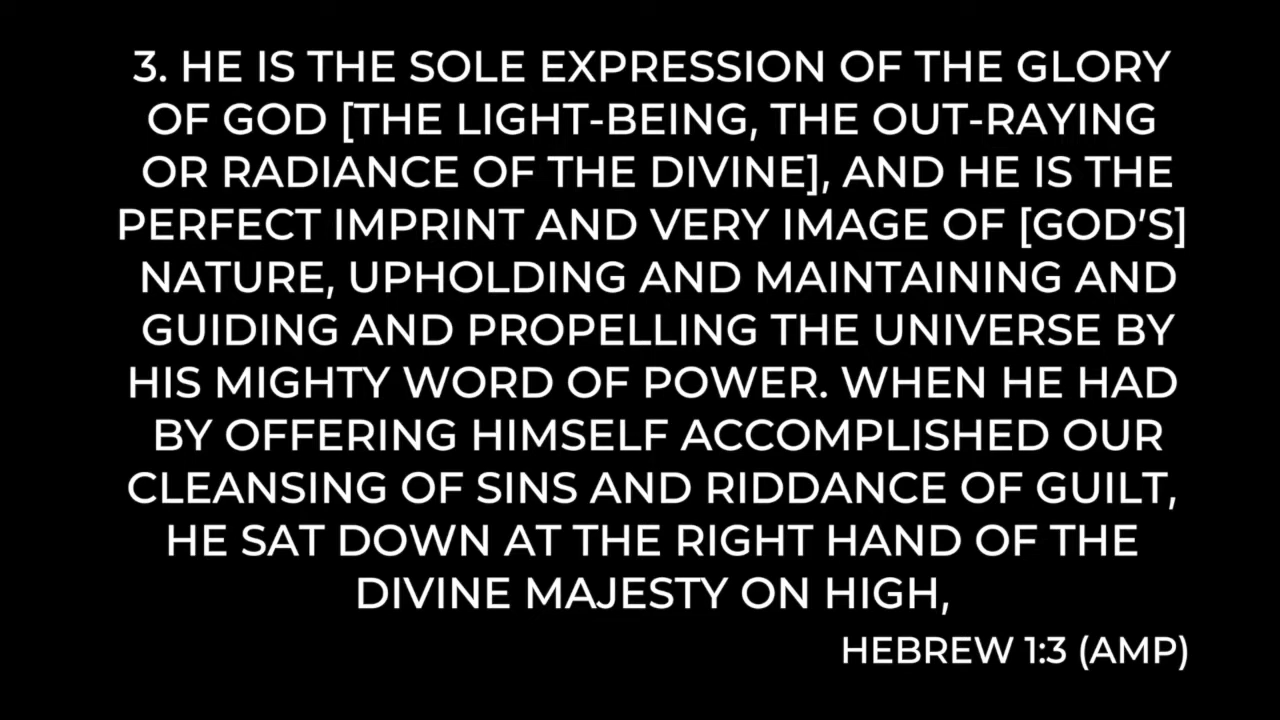 3. HE IS THE SOLE EXPRESSION OF THE GLORY
OF GOD [THE LIGHT-BEING, THE OUT-RAYING
OR RADIANCE OF THE DIVINE], AND HE IS THE
PERFECT IMPRINT AND VERY IMAGE OF [GOD'S]
NATURE, UPHOLDING AND MAINTAINING AND
GUIDING AND PROPELLING THE UNIVERSE BY
HIS MIGHTY WORD OF POWER. WHEN HE HAD
BY OFFERING HIMSELF ACCOMPLISHED OUR
CLEANSING OF SINS AND RIDDANCE OF GUILT,
HE SAT DOWN AT THE RIGHT HAND OF THE
DIVINE MAJESTY ON HIGH,
HEBREW 1:3 (AMP)